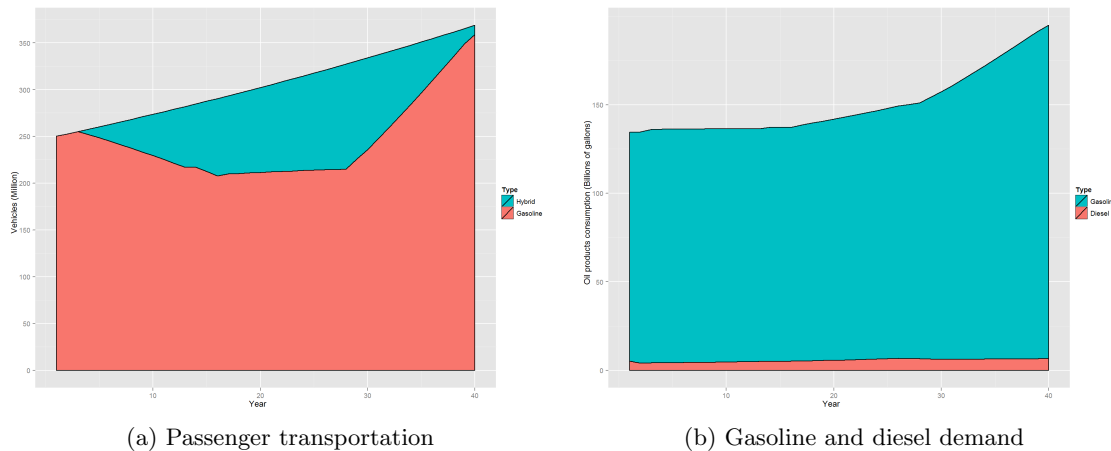 350
300
250
200
150
100
50
0
Vehicles (Million)
10 20 30 40
Year
Type
Hybrid
Gasoline
(a) Passenger transportation
150
100
50
0
Oil products consumption (Billions of gallons)
10 20 30 40
Year
Type
Gasolir
Diesel
(b) Gasoline and diesel demand